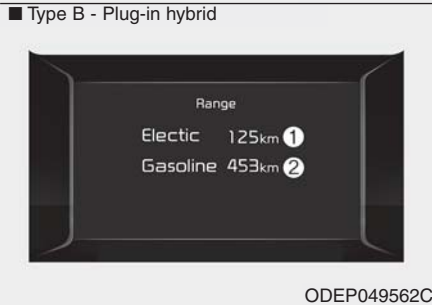 ■ Type B - Plug-in hybrid
Range
Electic 125km ①
Gasoline 453km ②
ODEP049562C